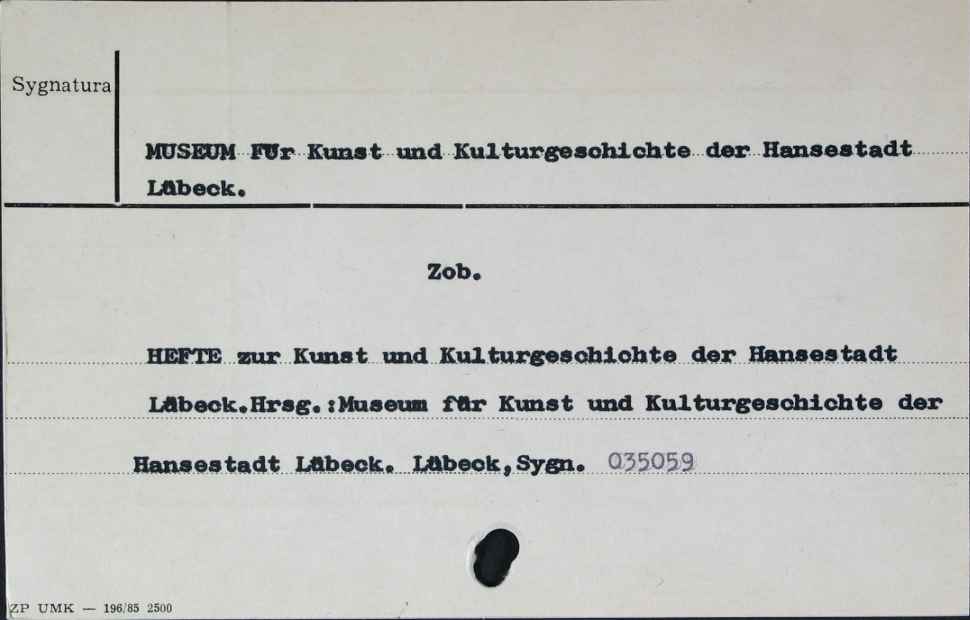 Sygnatura
MUSEUM FUr Kunst und Kulturgeschichte der Hansestadt
Lübeck.
Zob.
HEFTE zur Kunst und Kulturgeschichte der Hansestadt
Lübeck.Hrsg.:Museum für Kunst und Kulturgeschichte der
Hansestadt Lübeck. Lübeck,Sygn. 035059
ZP UMK — 196/85 2500